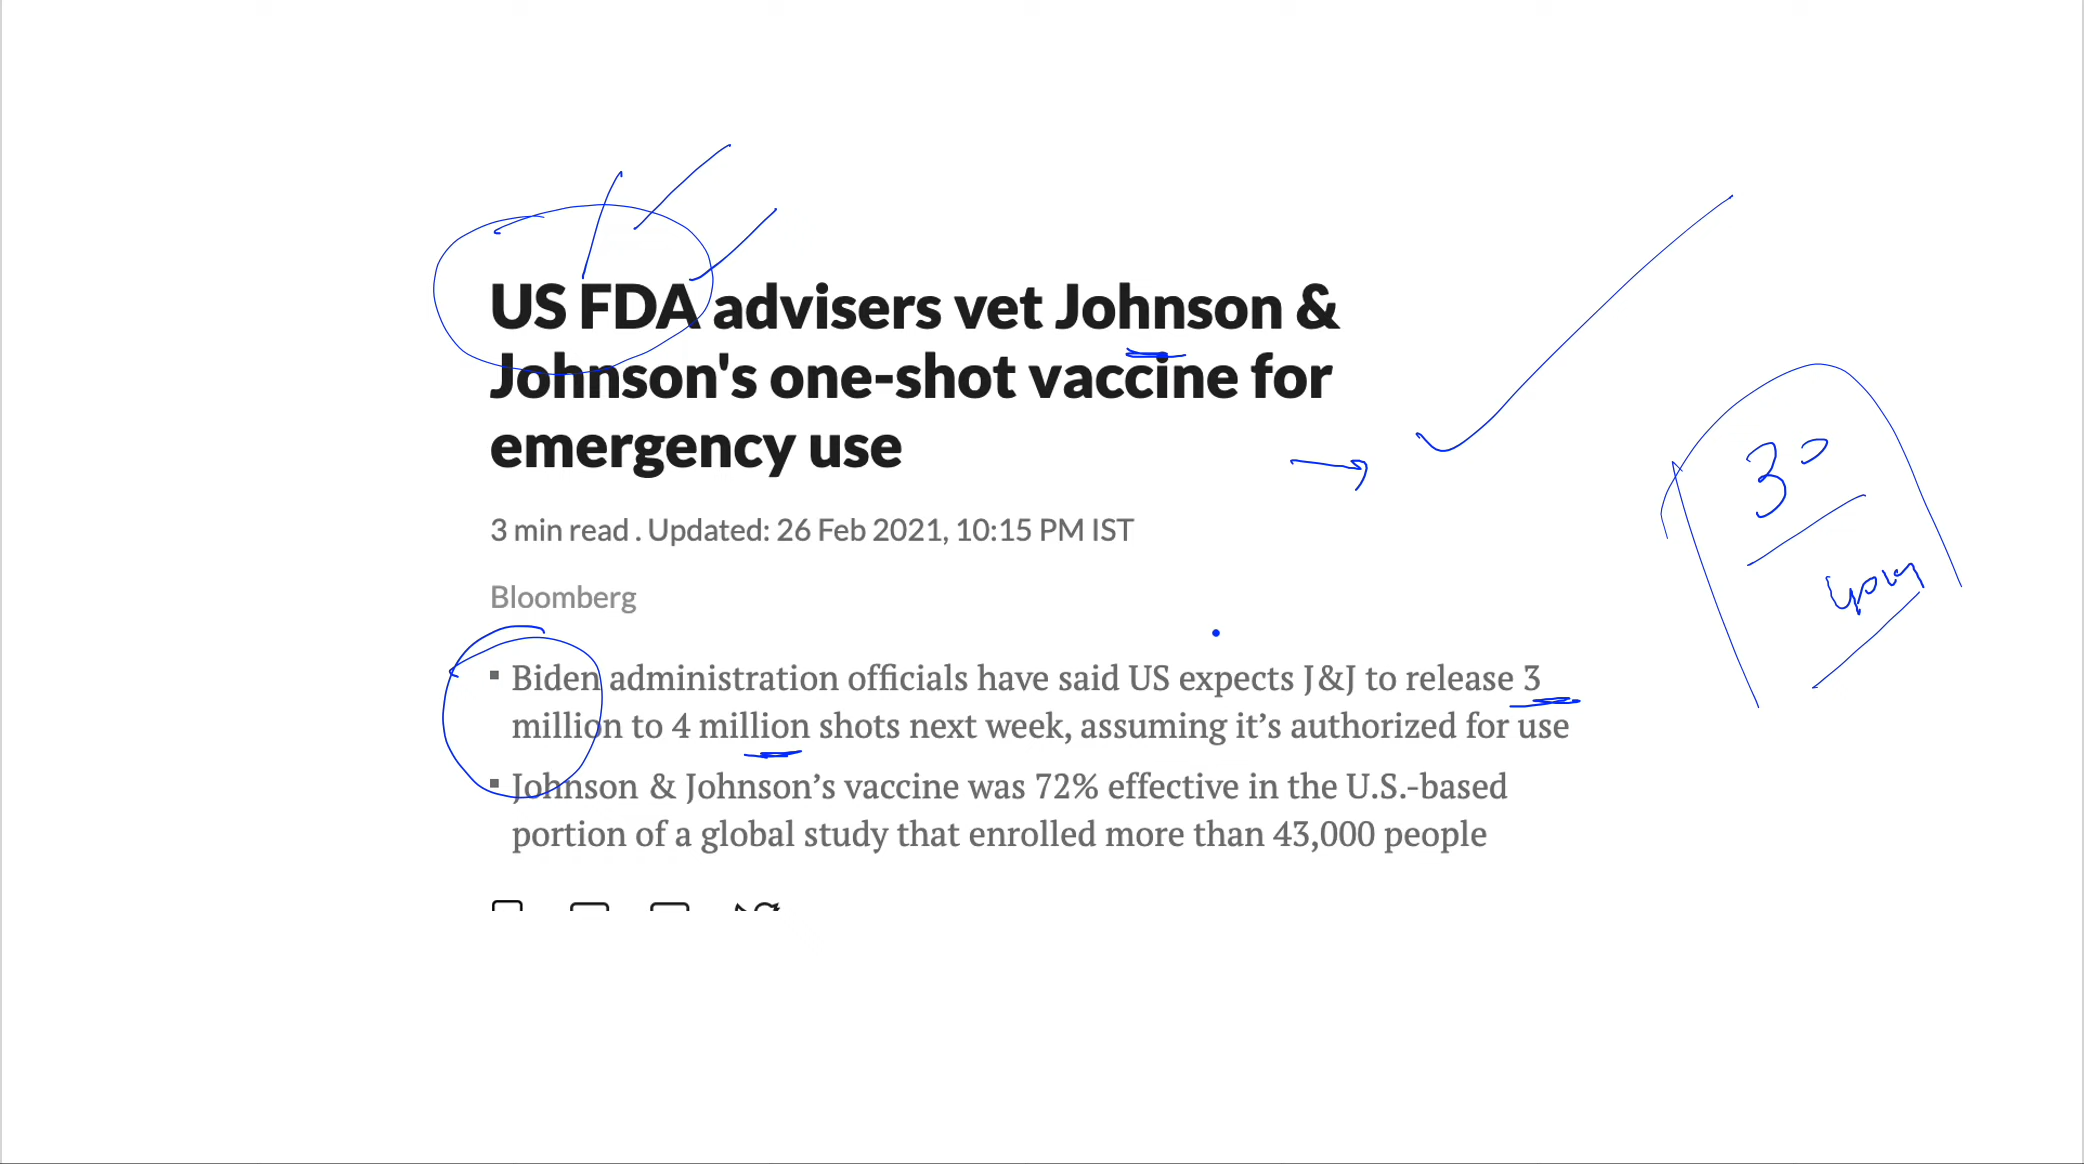 US FDA advisers vet Johnson &
Johnson's one-shot vaccine for
emergency use
3 min read . Updated: 26 Feb 2021, 10:15 PM IST
Bloomberg
▪ Biden administration officials have said US expects J&J to release 3
million to 4 million shots next week, assuming it’s authorized for use
▪ Johnson & Johnson’s vaccine was 72% effective in the U.S.-based
portion of a global study that enrolled more than 43,000 people
30